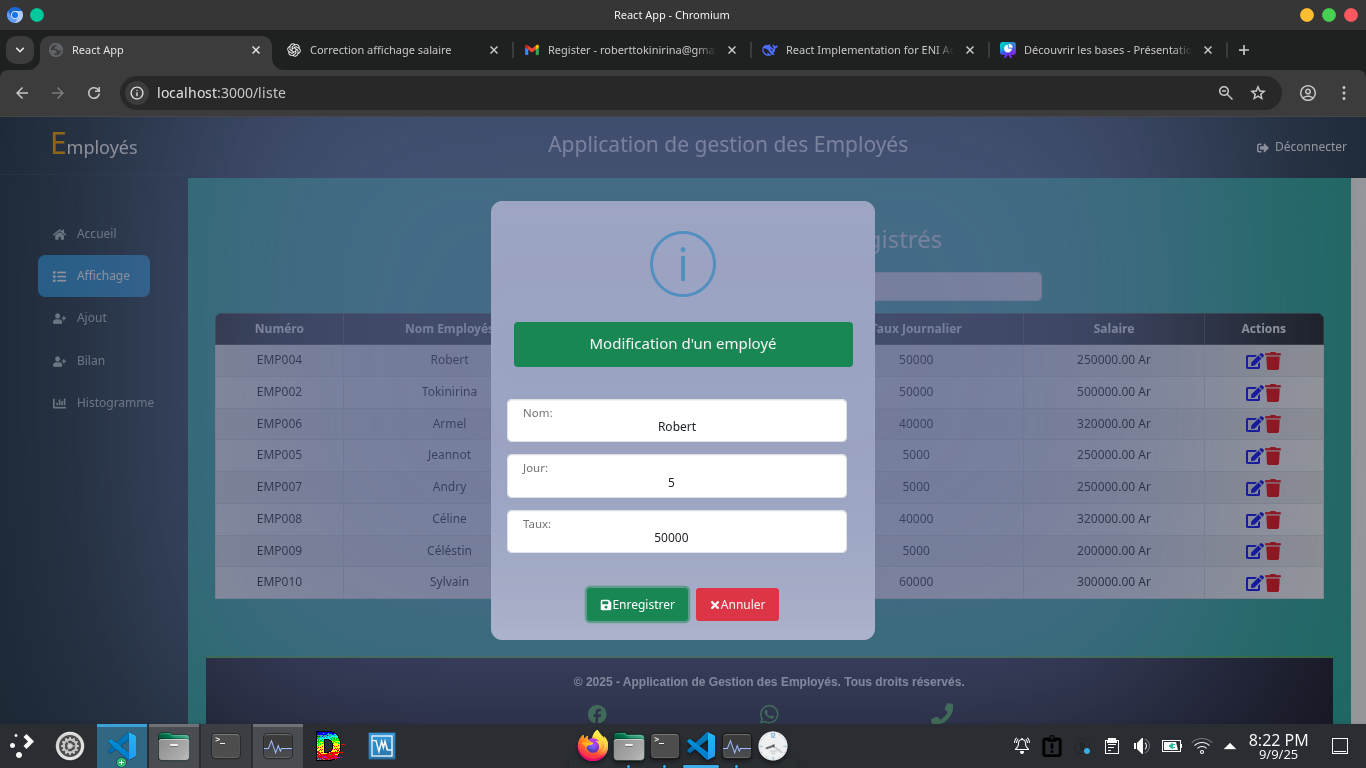 React App - Chromium
React App
Correction affichage salaire
Register - roberttokinirina@gma
React Implementation for ENI A
Découvrir les bases - Présentatio
localhost:3000/liste
Employés
Application de gestion des Employés
Déconnecter
Accueil
Affichage
Ajout
Bilan
Histogramme
gistrés
Modification d'un employé
Nom:
Robert
Jour:
5
Taux:
50000
Enregistrer
Annuler
Numéro Nom Employés Taux Journalier Salaire Actions
EMP004 Robert 50000 250000.00 Ar
EMP002 Tokinirina 50000 500000.00 Ar
EMP006 Armel 40000 320000.00 Ar
EMP005 Jeannot 5000 250000.00 Ar
EMP007 Andry 5000 250000.00 Ar
EMP008 Céline 40000 320000.00 Ar
EMP009 Céléstin 5000 200000.00 Ar
EMP010 Sylvain 60000 300000.00 Ar
© 2025 - Application de Gestion des Employés. Tous droits réservés.
8:22 PM
9/9/25